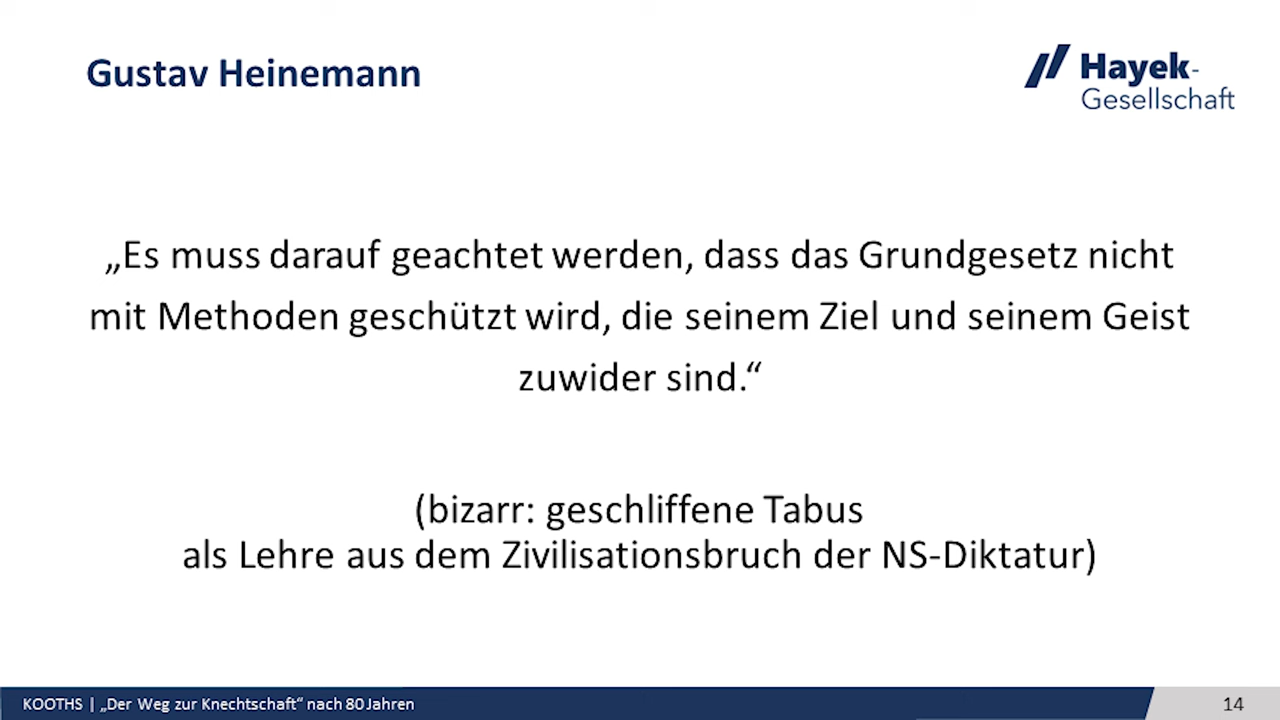 Gustav Heinemann
Hayek-
Gesellschaft
„Es muss darauf geachtet werden, dass das Grundgesetz nicht
mit Methoden geschützt wird, die seinem Ziel und seinem Geist
zuwider sind.“
(bizarr: geschliffene Tabus
als Lehre aus dem Zivilisationsbruch der NS-Diktatur)
KOOTHS | „Der Weg zur Knechtschaft“ nach 80 Jahren
14